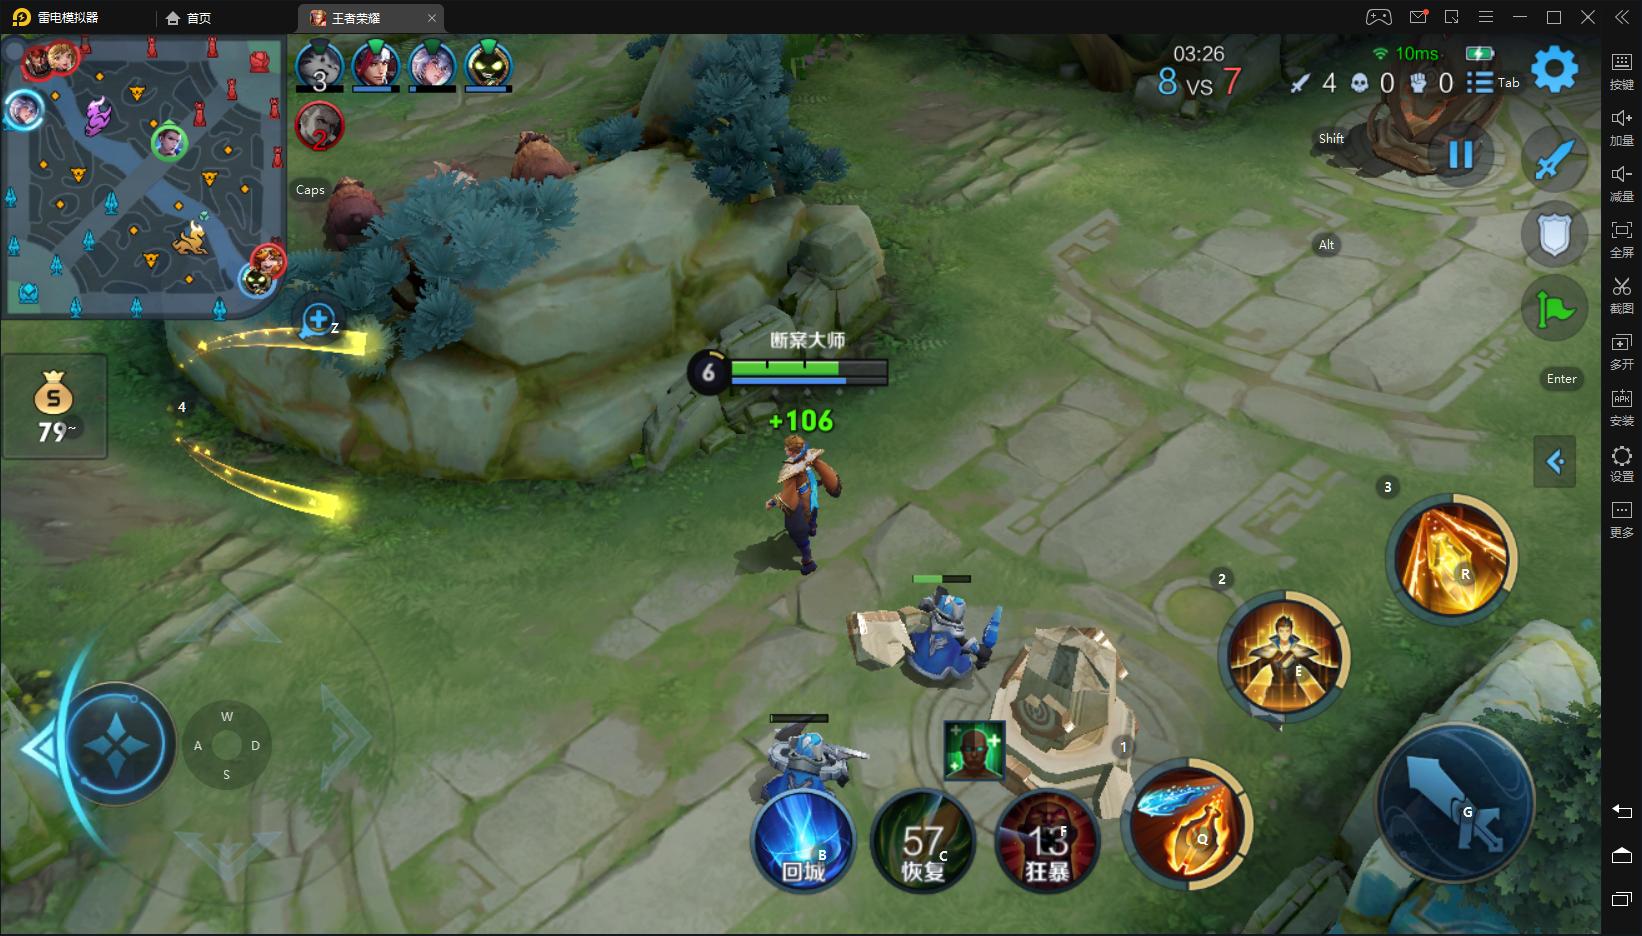 雷电模拟器
首页
王者荣耀
3
2
Caps
03:26
8 VS 7
10ms
4 0 0 Tab
Shift
Alt
Enter
Z
4
79~
断案大师
6
+106
W
A D
S
B
回城
57
C
恢复
13
F
狂暴
1
Q
2
E
3
R
G
按键
加量
减量
全屏
截图
多开
APK
安装
设置
更多